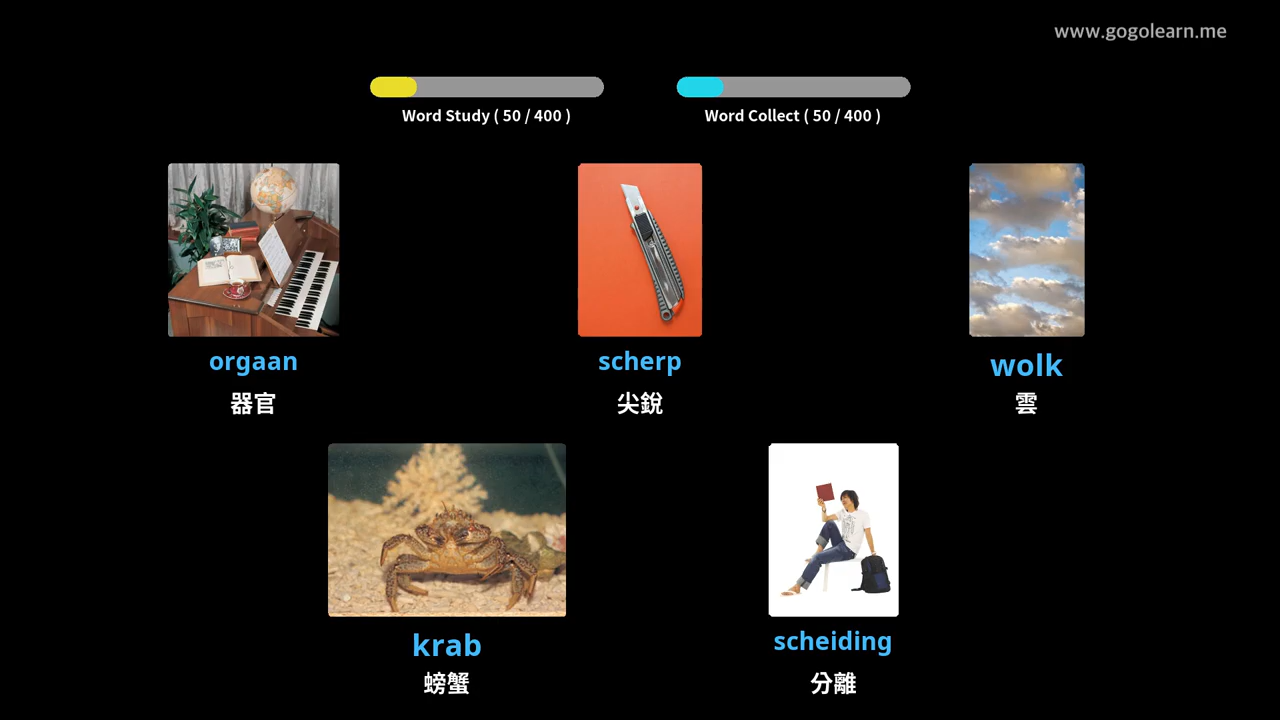 www.gogolearn.me
Word Study ( 50 / 400 )
Word Collect ( 50 / 400 )
orgaan
器官
scherp
尖銳
wolk
雲
krab
螃蟹
scheiding
分離